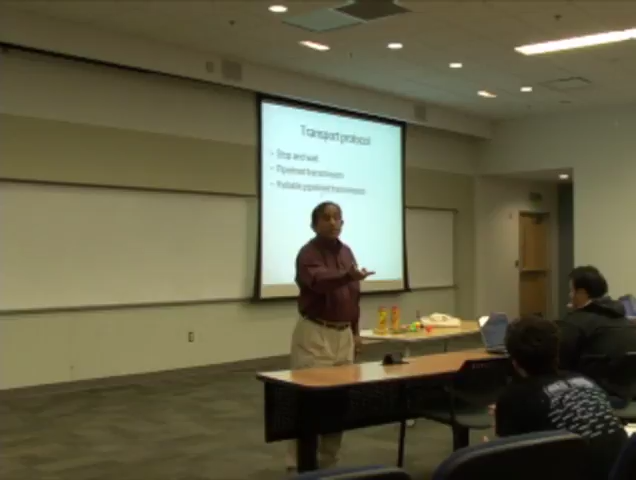 Transport protocol
Stop and wait
Pipelined transmission
Reliable pipelined transmission